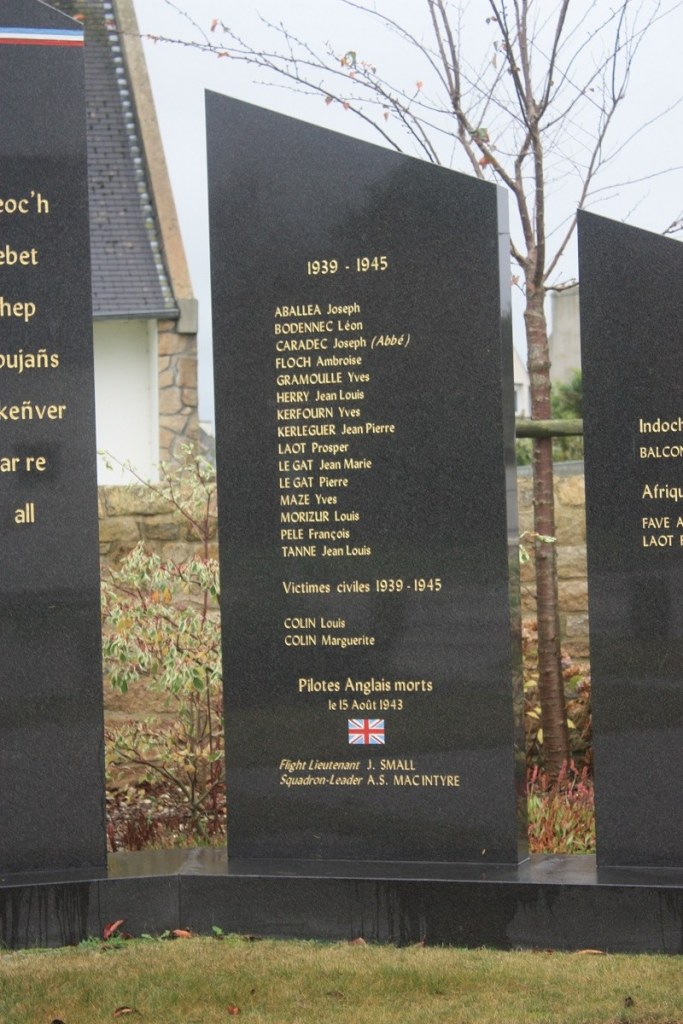 eoc'h
ebet
hep
oujañs
keñver
ar re
all
1939 - 1945
ABALLEA Joseph
BODENNEC Léon
CARADEC Joseph (Abbé)
FLOCH Ambroise
GRAMOULLE Yves
HERRY Jean Louis
KERFOURN Yves
KERLEGUER Jean Pierre
LAOT Prosper
LE GAT Jean Marie
LE GAT Pierre
MAZE Yves
MORIZUR Louis
PELE François
TANNE Jean Louis
Victimes civiles 1939 - 1945
COLIN Louis
COLIN Marguerite
Pilotes Anglais morts
le 15 Août 1943
Flight Lieutenant J. SMALL
Squadron-Leader A.S. MACINTYRE
Indoch
BALCON
Afriqu
FAVE A
LAOT